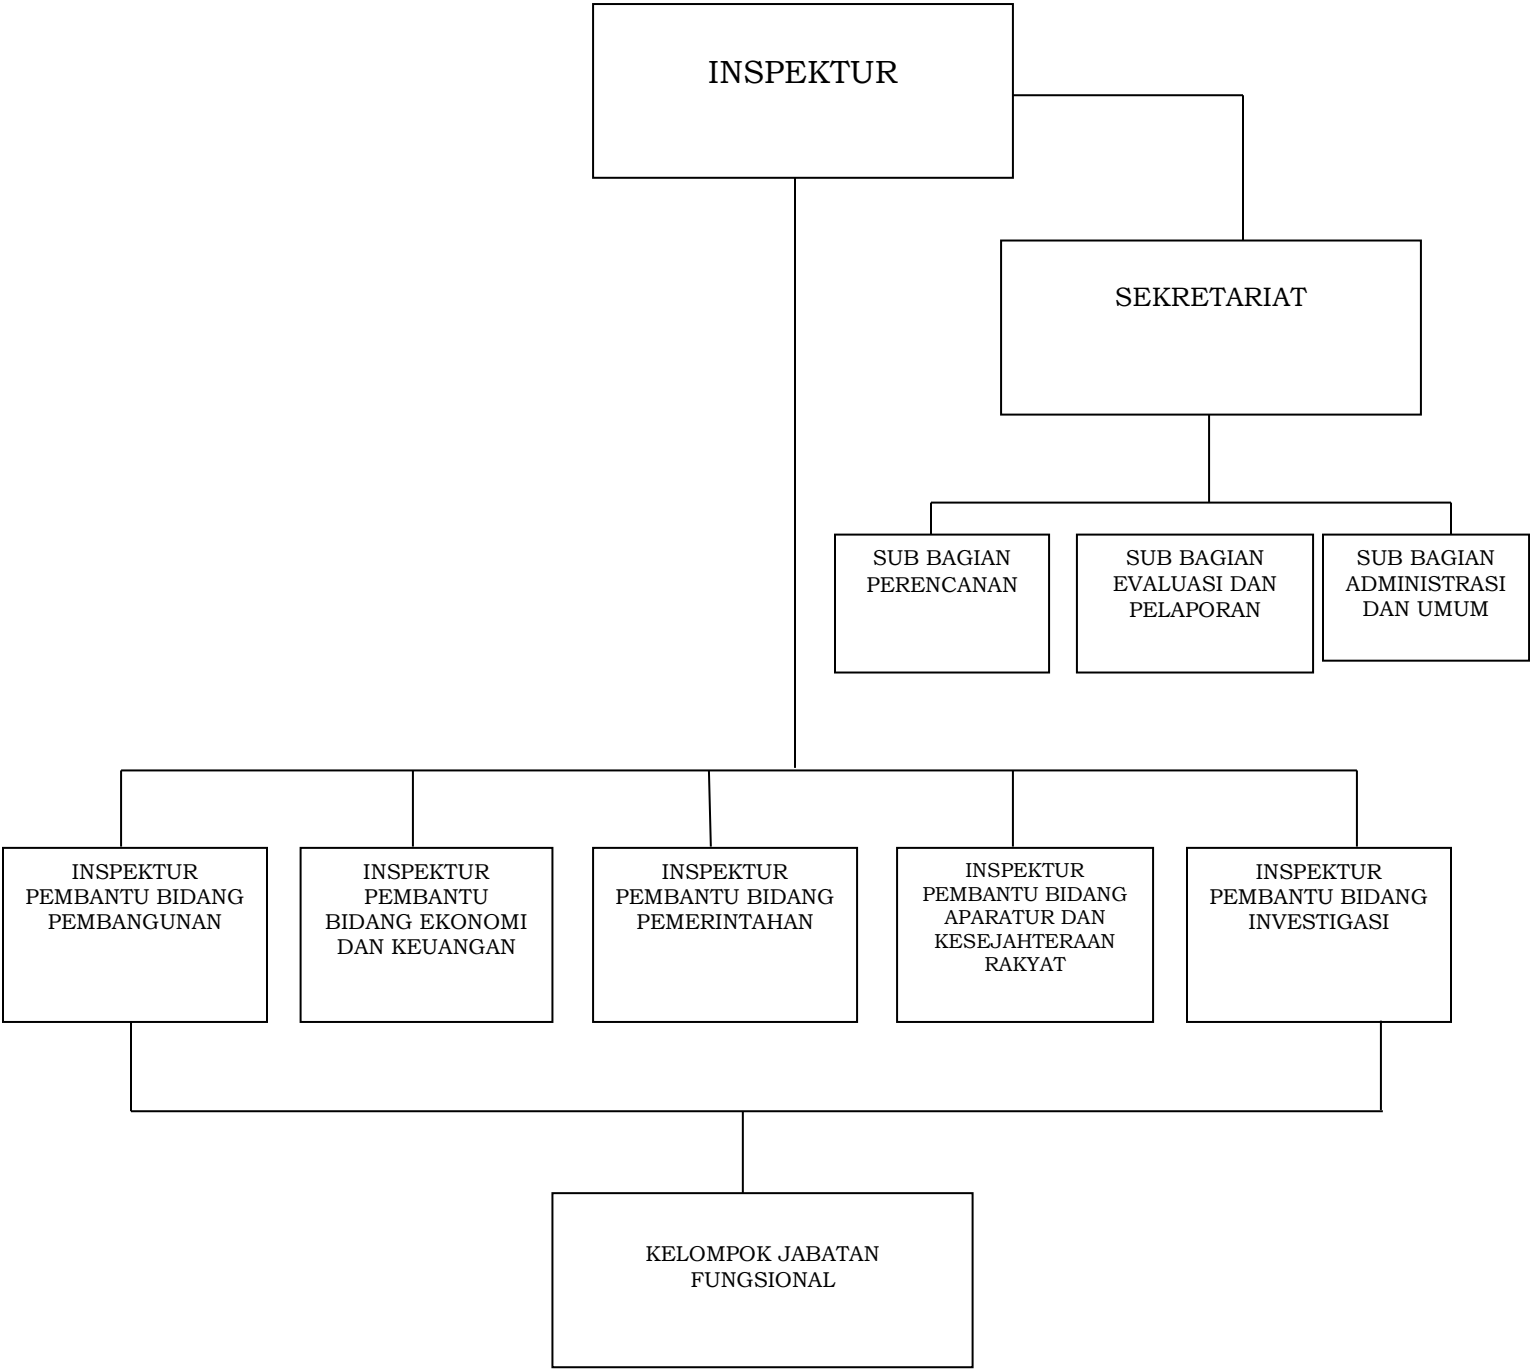 INSPEKTUR
SEKRETARIAT
SUB BAGIAN
PERENCANAN
SUB BAGIAN
EVALUASI DAN
PELAPORAN
SUB BAGIAN
ADMINISTRASI
DAN UMUM
INSPEKTUR
PEMBANTU BIDANG
PEMBANGUNAN
INSPEKTUR
PEMBANTU
BIDANG EKONOMI
DAN KEUANGAN
INSPEKTUR
PEMBANTU BIDANG
PEMERINTAHAN
INSPEKTUR
PEMBANTU BIDANG
APARATUR DAN
KESEJAHTERAAN
RAKYAT
INSPEKTUR
PEMBANTU BIDANG
INVESTIGASI
KELOMPOK JABATAN
FUNGSIONAL